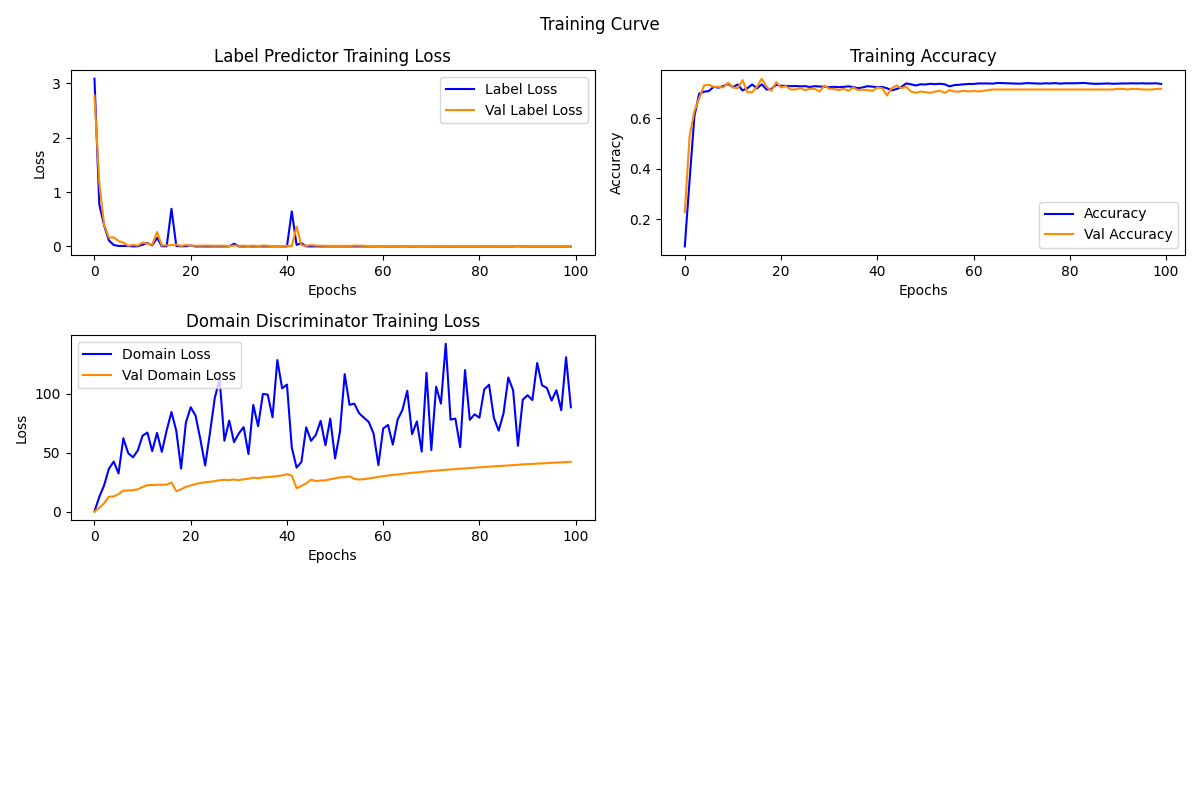 Training Curve
Label Predictor Training Loss
3
2
1
0
Loss
Label Loss
Val Label Loss
0 20 40 60 80 100
Epochs
Training Accuracy
0.6
0.4
0.2
Accuracy
Accuracy
Val Accuracy
0 20 40 60 80 100
Epochs
Domain Discriminator Training Loss
100
50
0
Loss
Domain Loss
Val Domain Loss
0 20 40 60 80 100
Epochs